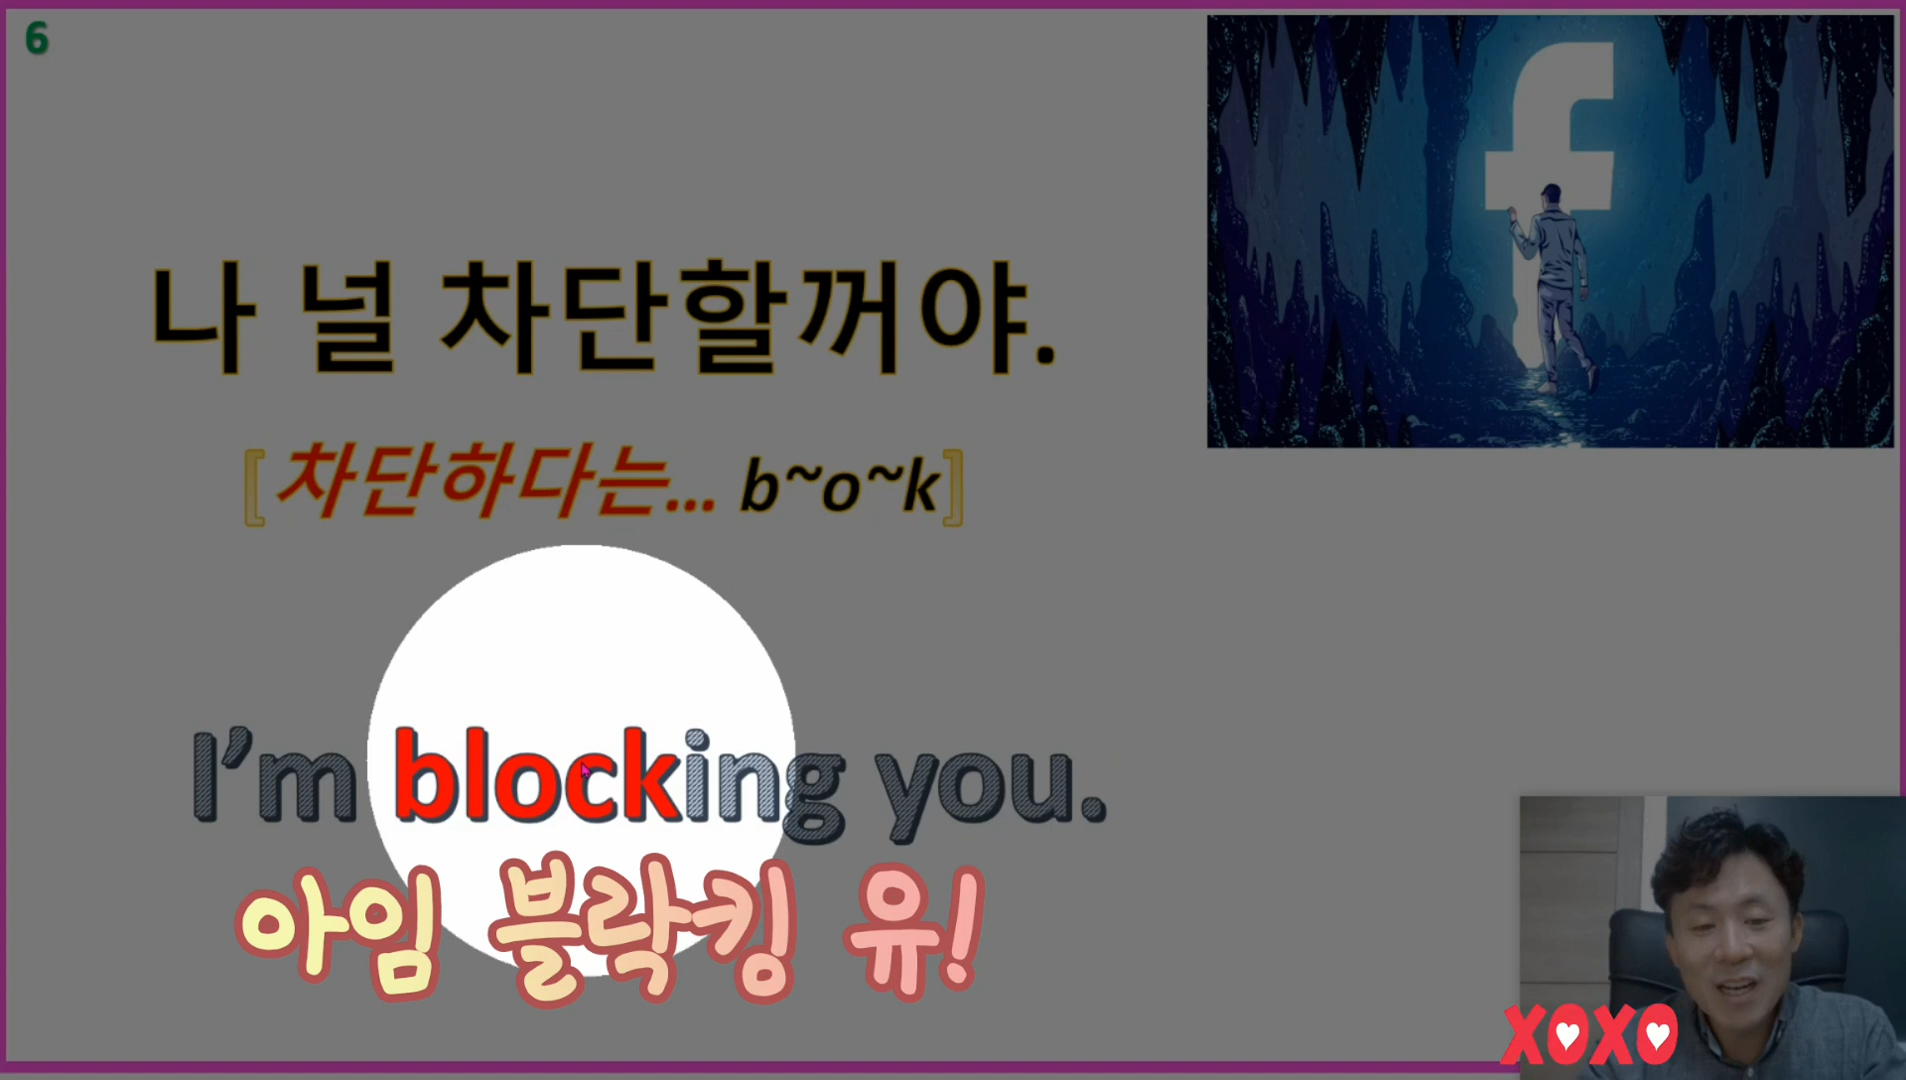 6
f
나 널 차단할꺼야.
[차단하다는... b~o~k]
I'm blocking you.
아임 블락킹 유!
XOXO